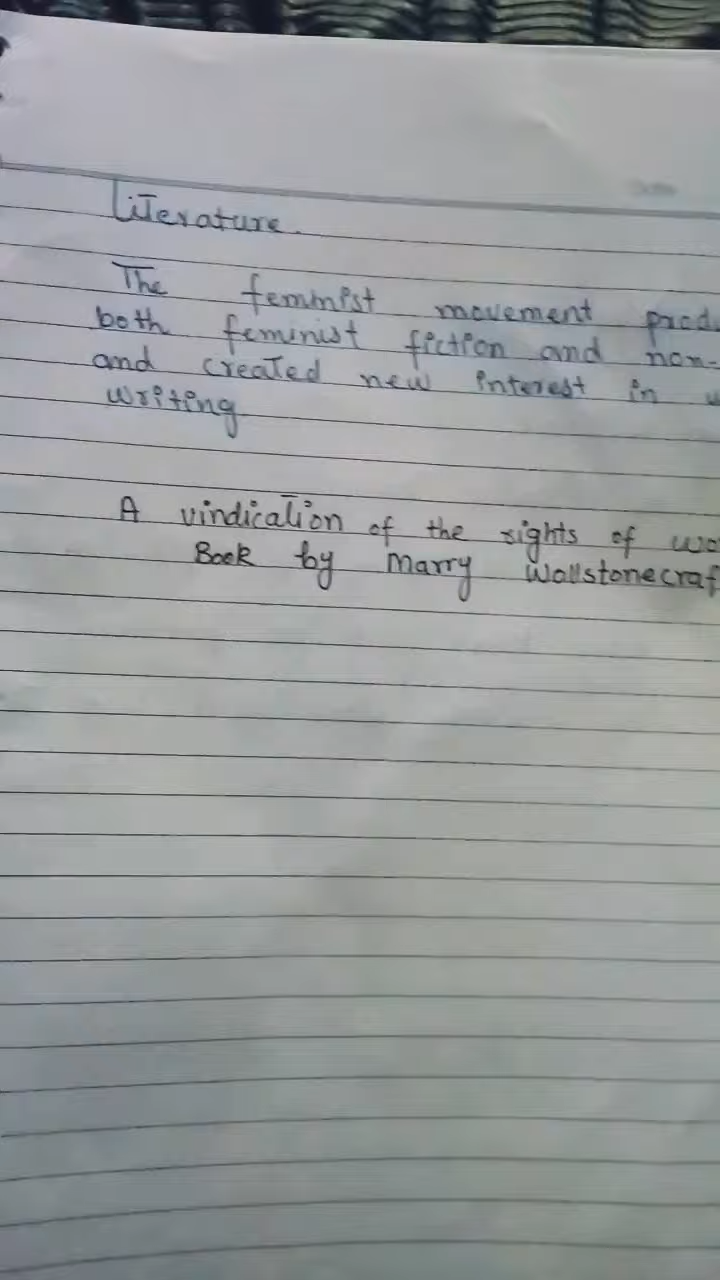 Literature.
The feminist movement prod
both feminist fiction and non-
and created new interest in w
writing
A vindication of the rights of wo
Book by Marry Wollstonecraf